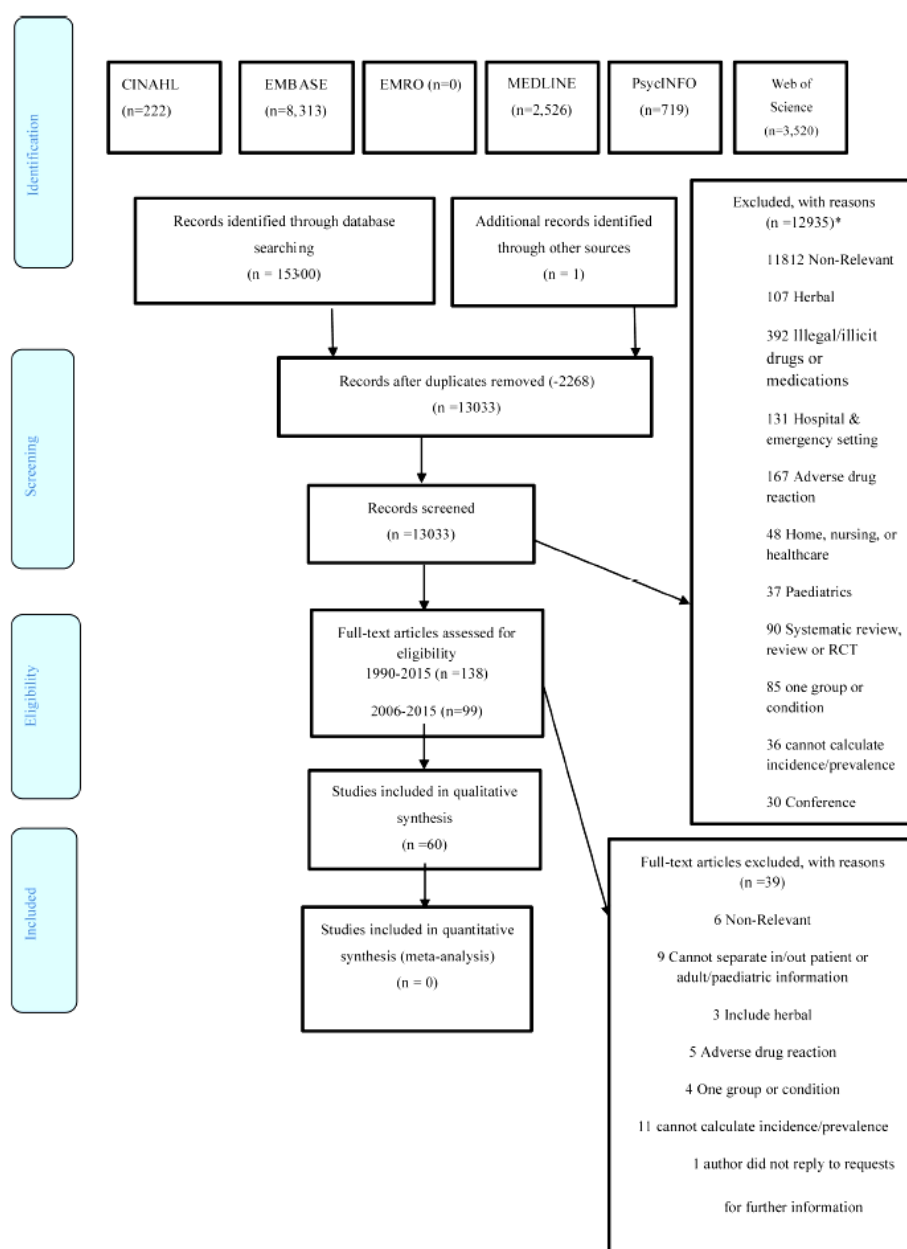 Identification
CINAHL
(n=222)
EMBASE
(n=8,313)
EMRO (n=0)
MEDLINE
(n=2,526)
PsycINFO
(n=719)
Web of
Science
(n=3,520)
Records identified through database
searching
(n = 15300)
Additional records identified
through other sources
(n = 1)
Excluded, with reasons
(n =12935)*
11812 Non-Relevant
107 Herbal
392 Illegal/illicit
drugs or
medications
131 Hospital &
emergency setting
167 Adverse drug
reaction
48 Home, nursing, or
healthcare
37 Paediatrics
90 Systematic review,
review or RCT
85 one group or
condition
36 cannot calculate
incidence/prevalence
30 Conference
Screening
Records after duplicates removed (-2268)
(n =13033)
Records screened
(n =13033)
Eligibility
Full-text articles assessed for
eligibility
1990-2015 (n =138)
2006-2015 (n=99)
Studies included in qualitative
synthesis
(n =60)
Included
Studies included in quantitative
synthesis (meta-analysis)
(n = 0)
Full-text articles excluded, with reasons
(n =39)
6 Non-Relevant
9 Cannot separate in/out patient or
adult/paediatric information
3 Include herbal
5 Adverse drug reaction
4 One group or condition
11 cannot calculate incidence/prevalence
1 author did not reply to requests
for further information